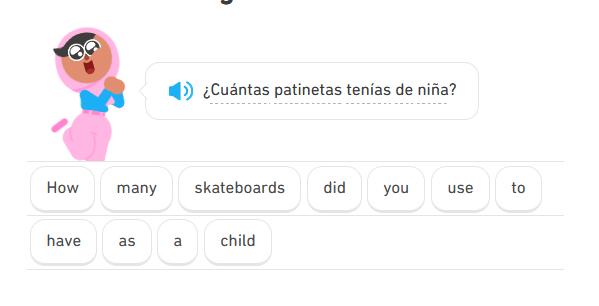 ¿Cuántas patinetas tenías de niña?
How many skateboards did you use to
have as a child